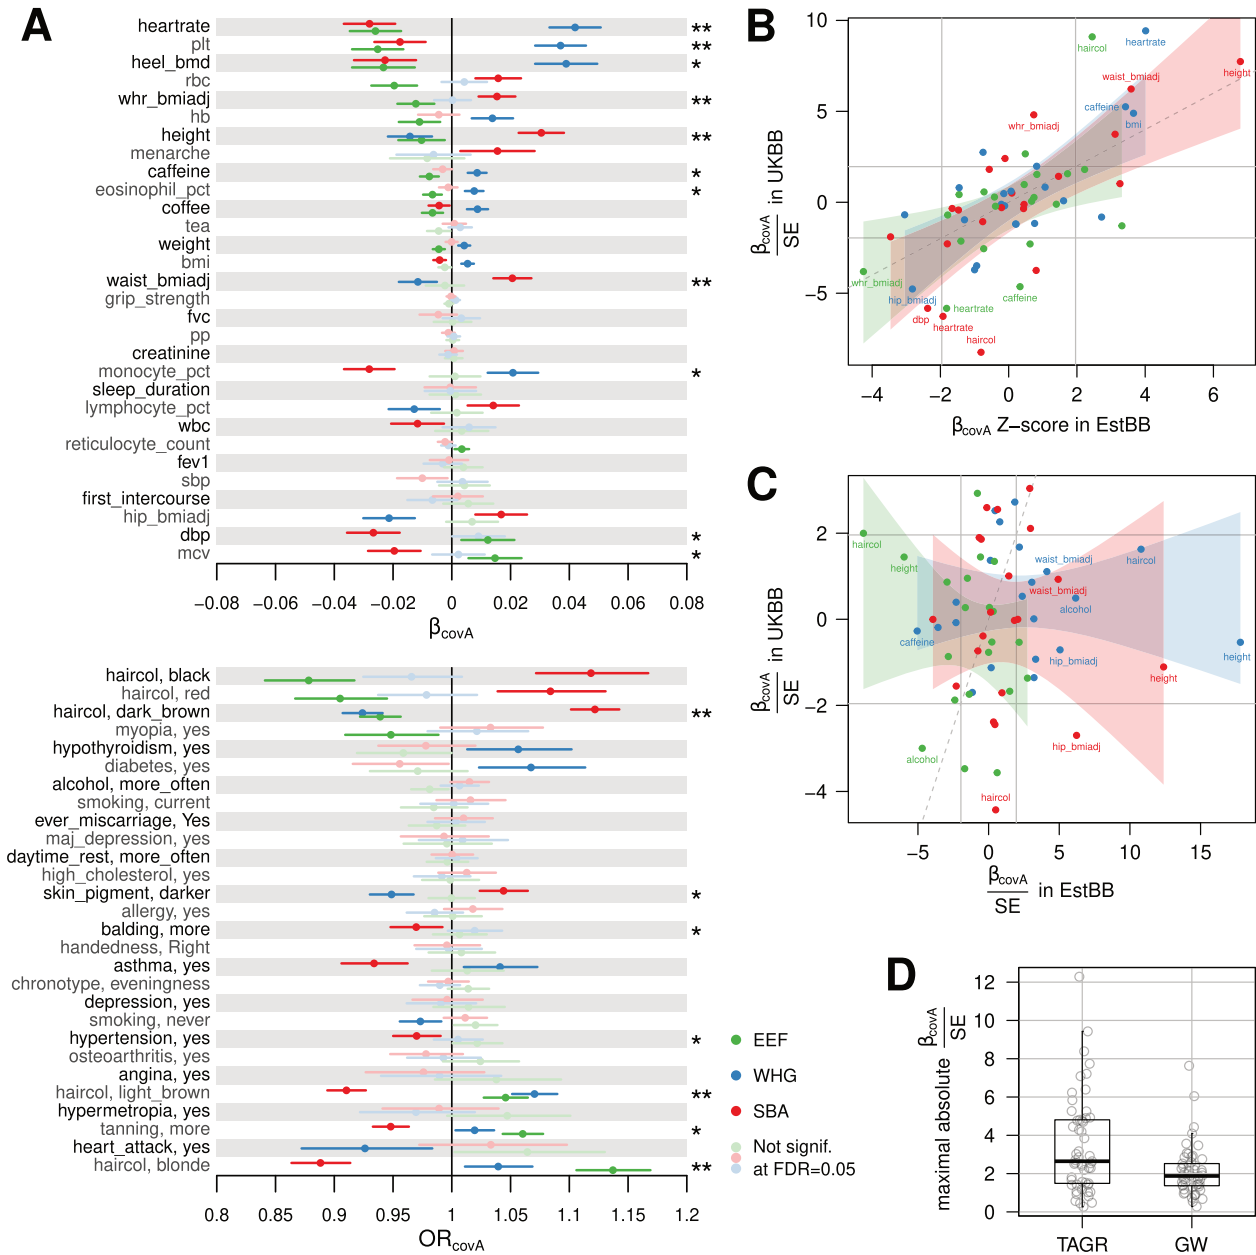 A
heartrate **
plt **
heel_bmd *
rbc
whr_bmiadj **
hb
height **
menarche
caffeine *
eosinophil_pct *
coffee
tea
weight
bmi
waist_bmiadj **
grip_strength
fvc
pp
creatinine
monocyte_pct *
sleep_duration
lymphocyte_pct
wbc
reticulocyte_count
fev1
sbp
first_intercourse
hip_bmiadj
dbp *
mcv *
−0.08 −0.06 −0.04 −0.02 0 0.02 0.04 0.06 0.08
βcovA
haircol, black
haircol, red
haircol, dark_brown **
myopia, yes
hypothyroidism, yes
diabetes, yes
alcohol, more_often
smoking, current
ever_miscarriage, Yes
maj_depression, yes
daytime_rest, more_often
high_cholesterol, yes
skin_pigment, darker *
allergy, yes
balding, more *
handedness, Right
asthma, yes
chronotype, eveningness
depression, yes
smoking, never
hypertension, yes *
osteoarthritis, yes
angina, yes
haircol, light_brown **
hypermetropia, yes
tanning, more *
heart_attack, yes
haircol, blonde **
0.8 0.85 0.9 0.95 1 1.05 1.1 1.15 1.2
ORcovA
EEF
WHG
SBA
Not signif.
at FDR=0.05
B
10
5
0
−5
βcovA
SE
in UKBB
haircol
heartrate
height
waist_bmiadj
caffeine
bmi
whr_bmiadj
whr_bmiadj
hip_bmiadj
caffeine
heartrate
dbp
heartrate
haircol
−4 −2 0 2 4 6
βcovA Z−score in EstBB
C
2
0
−2
−4
βcovA
SE
in UKBB
haircol
height
waist_bmiadj
haircol
waist_bmiadj
alcohol
caffeine
hip_bmiadj
height
height
hip_bmiadj
alcohol
haircol
−5 0 5 10 15
βcovA
SE
in EstBB
D
12
10
8
6
4
2
0
maximal absolute
βcovA
SE
TAGR GW